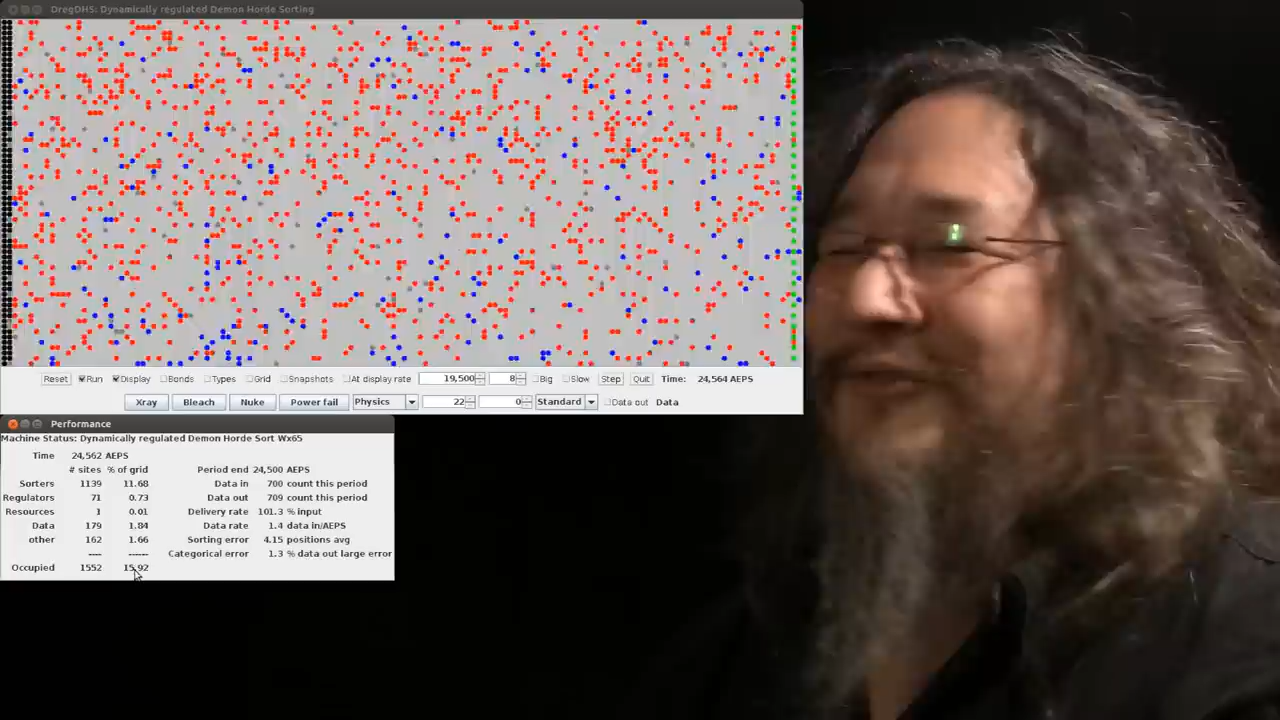 DregDHS: Dynamically regulated Demon Horde Sorting
Reset Run Display Bonds Types Grid Snapshots At display rate 19,500 8 Big Slow Step Quit Time: 24,564 AEPS
Xray Bleach Nuke Power fail Physics 22 0 Standard Data out Data
Performance
Machine Status: Dynamically regulated Demon Horde Sort Wx65
Time 24,562 AEPS
# sites % of grid Period end 24,500 AEPS
Sorters 1139 11.68 Data in 700 count this period
Regulators 71 0.73 Data out 709 count this period
Resources 1 0.01 Delivery rate 101.3 % input
Data 179 1.84 Data rate 1.4 data in/AEPS
other 162 1.66 Sorting error 4.15 positions avg
---- ------ Categorical error 1.3 % data out large error
Occupied 1552 15.92